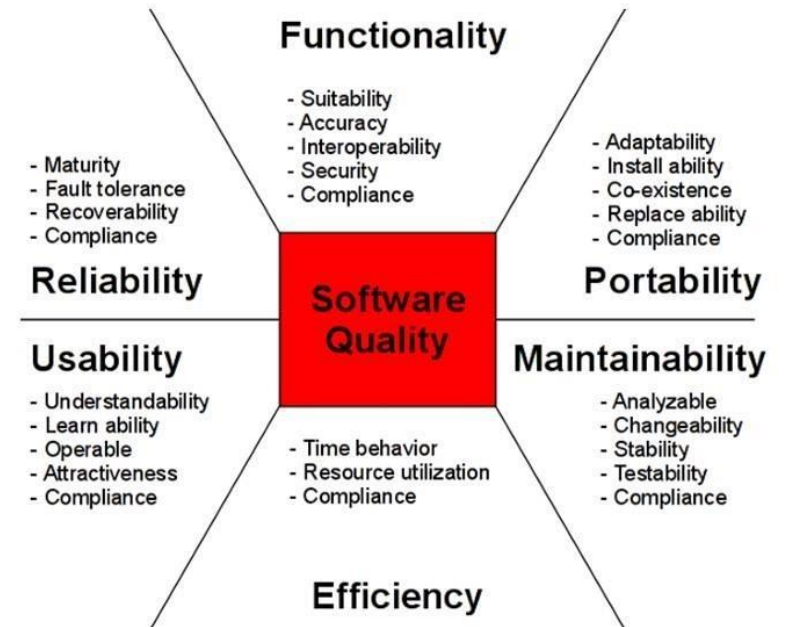 Functionality
- Suitability
- Accuracy
- Interoperability
- Security
- Compliance
- Maturity
- Fault tolerance
- Recoverability
- Compliance
Reliability
- Adaptability
- Install ability
- Co-existence
- Replace ability
- Compliance
Portability
Software
Quality
Usability
- Understandability
- Learn ability
- Operable
- Attractiveness
- Compliance
Maintainability
- Analyzable
- Changeability
- Stability
- Testability
- Compliance
- Time behavior
- Resource utilization
- Compliance
Efficiency